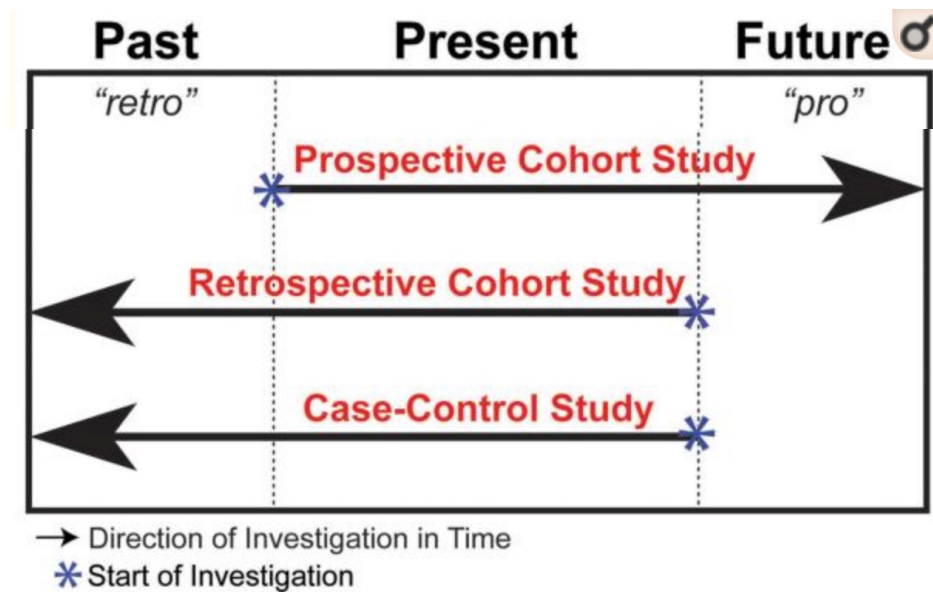 Past Present Future
“retro” “pro”
Prospective Cohort Study
Retrospective Cohort Study
Case-Control Study
Direction of Investigation in Time
Start of Investigation